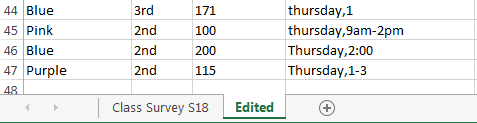 44 Blue 3rd 171 thursday,1
45 Pink 2nd 100 thursday,9am-2pm
46 Blue 2nd 200 Thursday,2:00
47 Purple 2nd 115 Thursday,1-3
48
Class Survey S18 Edited